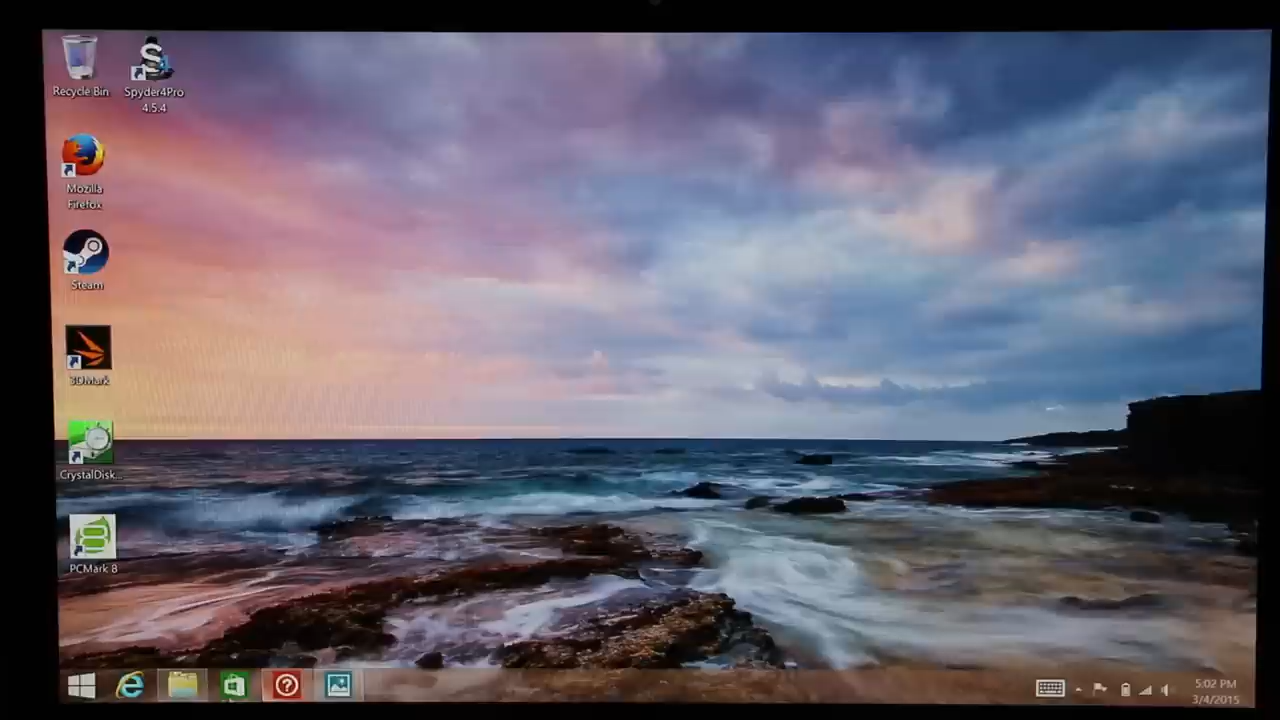 Recycle Bin
Spyder4Pro
4.5.4
Mozilla
Firefox
Steam
3DMark
CrystalDisk...
PCMark 8
5:02 PM
3/4/2015